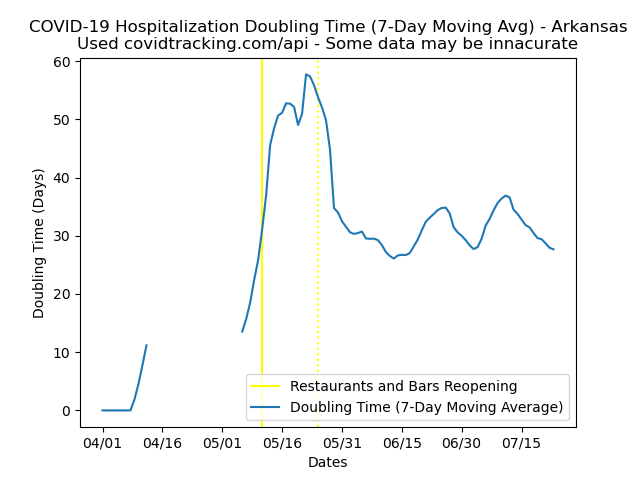 COVID-19 Hospitalization Doubling Time (7-Day Moving Avg) - Arkansas
Used covidtracking.com/api - Some data may be innacurate
60
50
40
30
20
10
0
Doubling Time (Days)
Restaurants and Bars Reopening
Doubling Time (7-Day Moving Average)
04/01 04/16 05/01 05/16 05/31 06/15 06/30 07/15
Dates